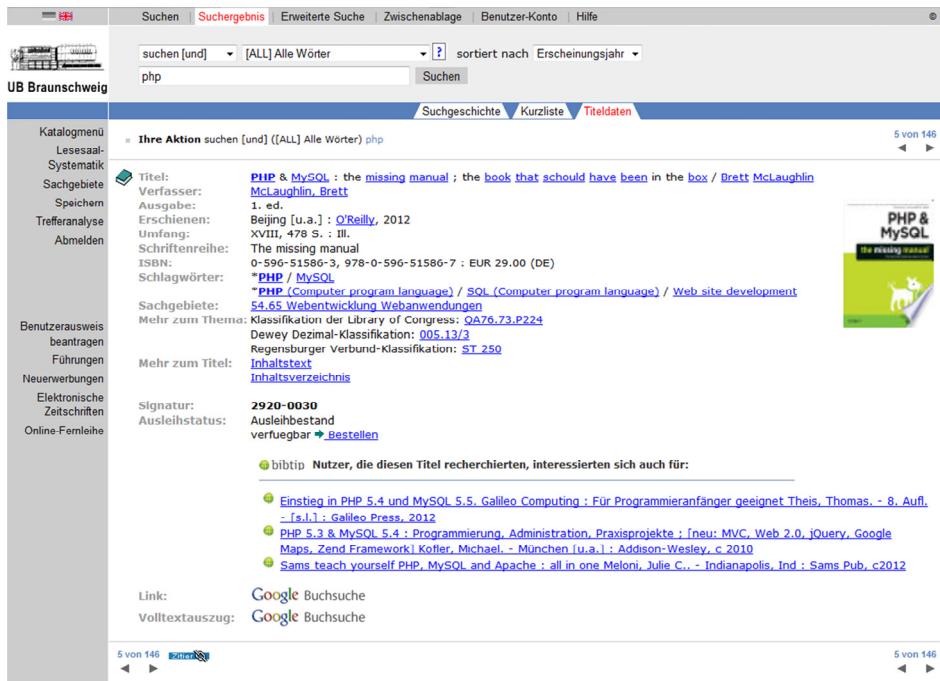 Suchen | Suchergebnis | Erweiterte Suche | Zwischenablage | Benutzer-Konto | Hilfe ©
UB Braunschweig
suchen [und] [ALL] Alle Wörter ? sortiert nach Erscheinungsjahr
php Suchen
Suchgeschichte Kurzliste Titeldaten
Katalogmenü
Lesesaal-
Systematik
Sachgebiete
Speichern
Trefferanalyse
Abmelden
Benutzerausweis
beantragen
Führungen
Neuerwerbungen
Elektronische
Zeitschriften
Online-Fernleihe
Ihre Aktion suchen [und] ([ALL] Alle Wörter) php
5 von 146
Titel: PHP & MySQL : the missing manual ; the book that schould have been in the box / Brett McLaughlin
Verfasser: McLaughlin, Brett
Ausgabe: 1. ed.
Erschienen: Beijing [u.a.] : O'Reilly, 2012
Umfang: XVIII, 478 S. : Ill.
Schriftenreihe: The missing manual
ISBN: 0-596-51586-3, 978-0-596-51586-7 : EUR 29.00 (DE)
Schlagwörter: *PHP / MySQL
*PHP (Computer program language) / SQL (Computer program language) / Web site development
Sachgebiete: 54.65 Webentwicklung Webanwendungen
Mehr zum Thema: Klassifikation der Library of Congress: QA76.73.P224
Dewey Dezimal-Klassifikation: 005.13/3
Regensburger Verbund-Klassifikation: ST 250
Mehr zum Titel: Inhaltstext
Inhaltsverzeichnis
PHP &
MySQL
the missing manual
Signatur: 2920-0030
Ausleihstatus: Ausleihbestand
verfuegbar Bestellen
bibtip Nutzer, die diesen Titel recherchierten, interessierten sich auch für:
Einstieg in PHP 5.4 und MySQL 5.5. Galileo Computing : Für Programmieranfänger geeignet Theis, Thomas. - 8. Aufl.
- [s.l.] : Galileo Press, 2012
PHP 5.3 & MySQL 5.4 : Programmierung, Administration, Praxisprojekte ; [neu: MVC, Web 2.0, jQuery, Google
Maps, Zend Framework] Kofler, Michael. - München [u.a.] : Addison-Wesley, c 2010
Sams teach yourself PHP, MySQL and Apache : all in one Meloni, Julie C.. - Indianapolis, Ind : Sams Pub, c2012
Link: Google Buchsuche
Volltextauszug: Google Buchsuche
5 von 146 Zitier
5 von 146